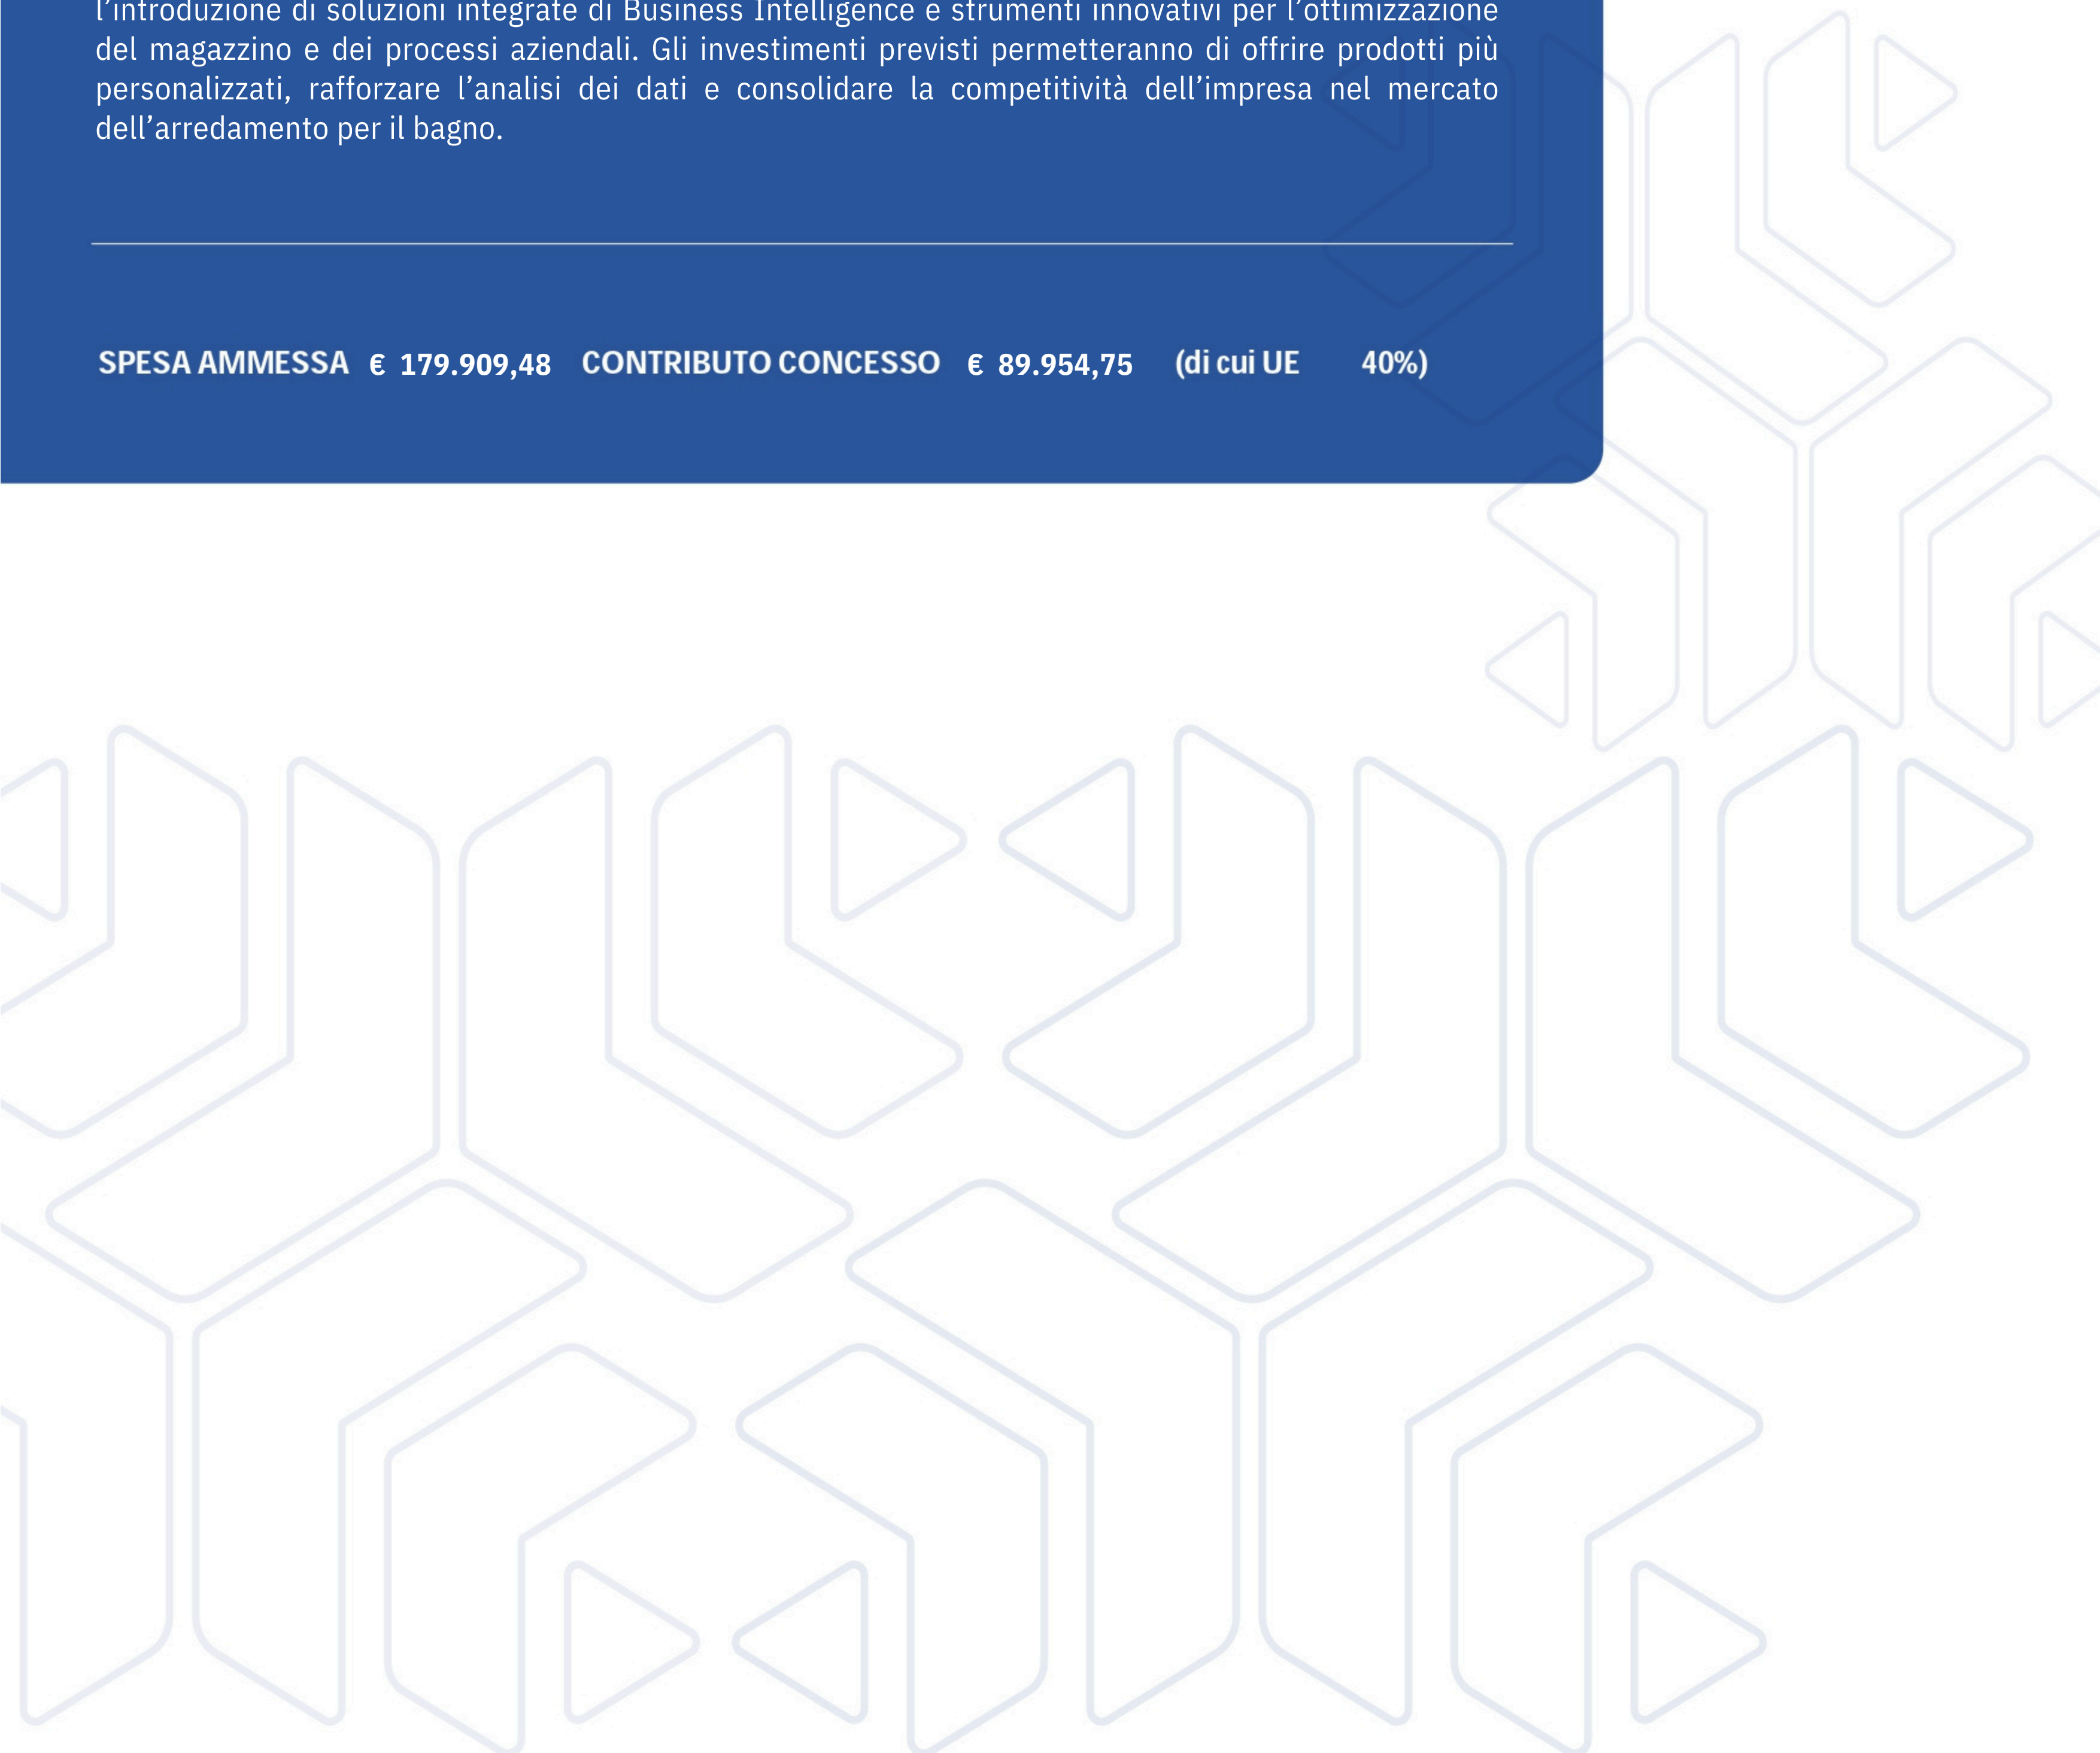 l’introduzione di soluzioni integrate di Business Intelligence e strumenti innovativi per l’ottimizzazione
del magazzino e dei processi aziendali. Gli investimenti previsti permetteranno di offrire prodotti più
personalizzati, rafforzare l’analisi dei dati e consolidare la competitività dell’impresa nel mercato
dell’arredamento per il bagno.
SPESA AMMESSA € 179.909,48 CONTRIBUTO CONCESSO € 89.954,75 (di cui UE 40%)